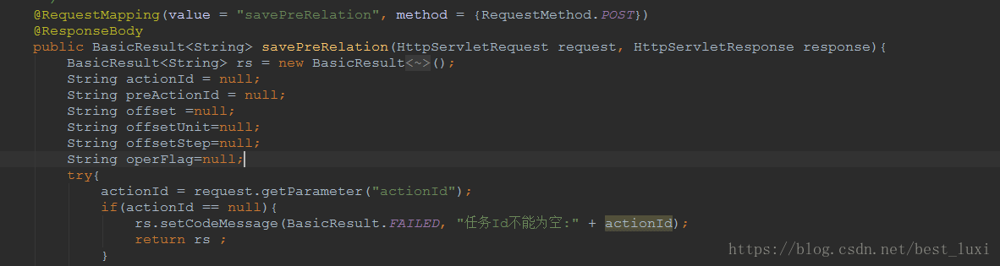 @RequestMapping(value = "savePreRelation", method = {RequestMethod.POST})
@ResponseBody
public BasicResult<String> savePreRelation(HttpServletRequest request, HttpServletResponse response){
BasicResult<String> rs = new BasicResult<~>();
String actionId = null;
String preActionId = null;
String offset =null;
String offsetUnit=null;
String offsetStep=null;
String operFlag=null;
try{
actionId = request.getParameter("actionId");
if(actionId == null){
rs.setCodeMessage(BasicResult.FAILED, "任务Id不能为空:" + actionId);
return rs ;
}
https://blog.csdn.net/best_luxi